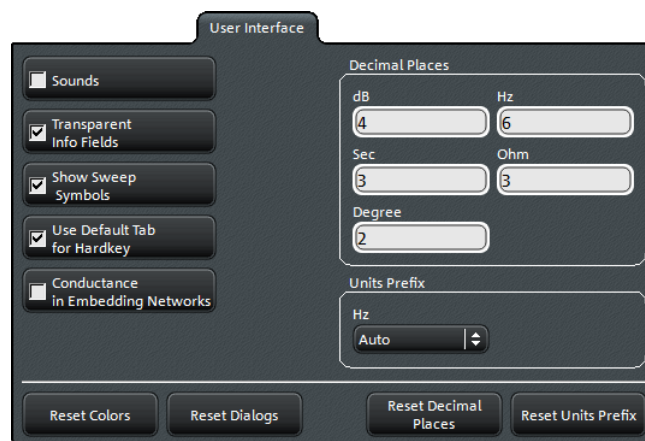 User Interface
Sounds
Transparent
Info Fields
Show Sweep
Symbols
Use Default Tab
for Hardkey
Conductance
in Embedding Networks
Decimal Places
dB
Hz
4
6
Sec
Ohm
3
3
Degree
2
Units Prefix
Hz
Auto
Reset Colors
Reset Dialogs
Reset Decimal
Places
Reset Units Prefix